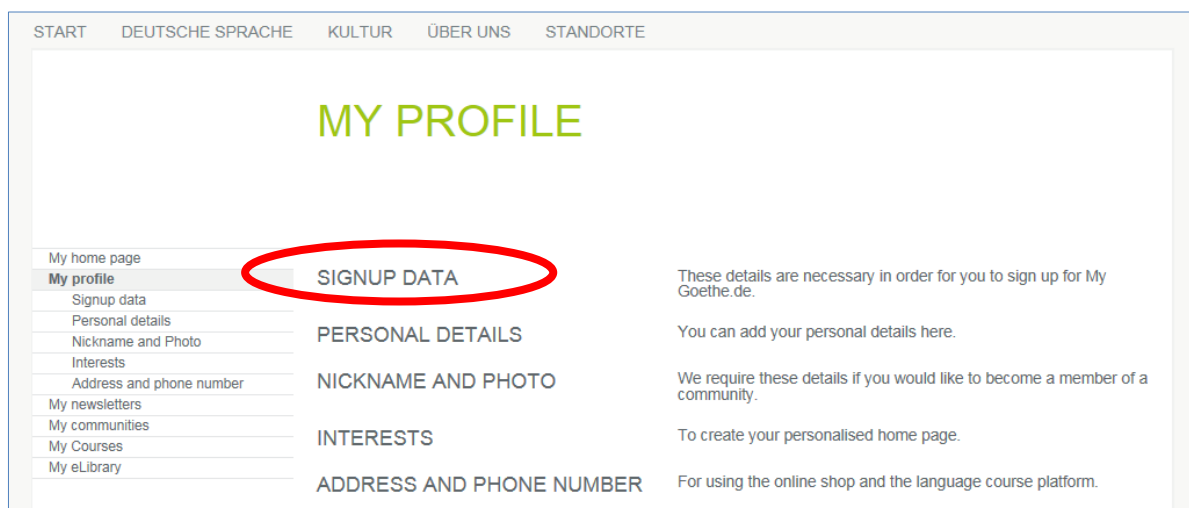 START DEUTSCHE SPRACHE KULTUR ÜBER UNS STANDORTE
MY PROFILE
My home page
My profile
Signup data
Personal details
Nickname and Photo
Interests
Address and phone number
My newsletters
My communities
My Courses
My eLibrary
SIGNUP DATA
These details are necessary in order for you to sign up for My
Goethe.de.
PERSONAL DETAILS
You can add your personal details here.
NICKNAME AND PHOTO
We require these details if you would like to become a member of a
community.
INTERESTS
To create your personalised home page.
ADDRESS AND PHONE NUMBER
For using the online shop and the language course platform.